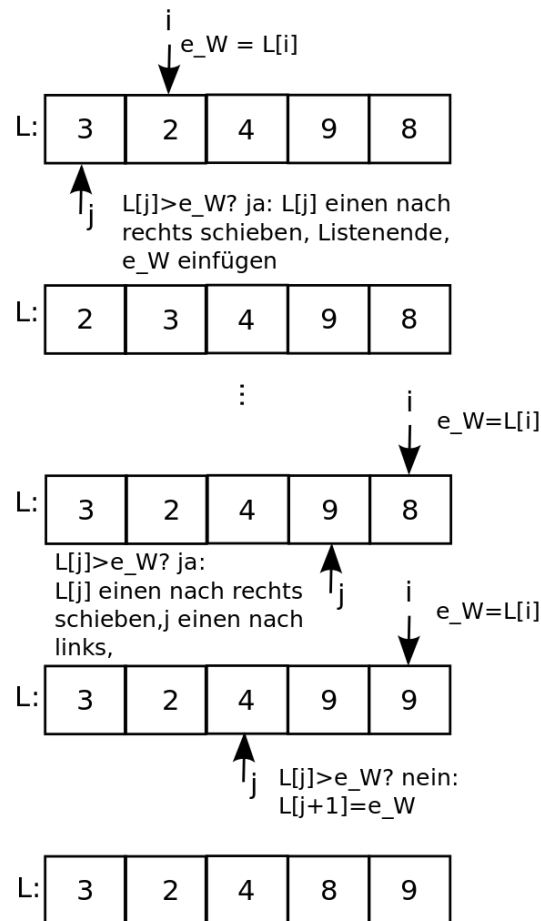 i
e_W = L[i]
L: 3 2 4 9 8
j
L[j]>e_W? ja: L[j] einen nach
rechts schieben, Listenende,
e_W einfügen
L: 2 3 4 9 8
...
i
e_W=L[i]
L: 3 2 4 9 8
j
L[j]>e_W? ja:
L[j] einen nach rechts
schieben,j einen nach
links,
i
e_W=L[i]
L: 3 2 4 9 9
j
L[j]>e_W? nein:
L[j+1]=e_W
L: 3 2 4 8 9